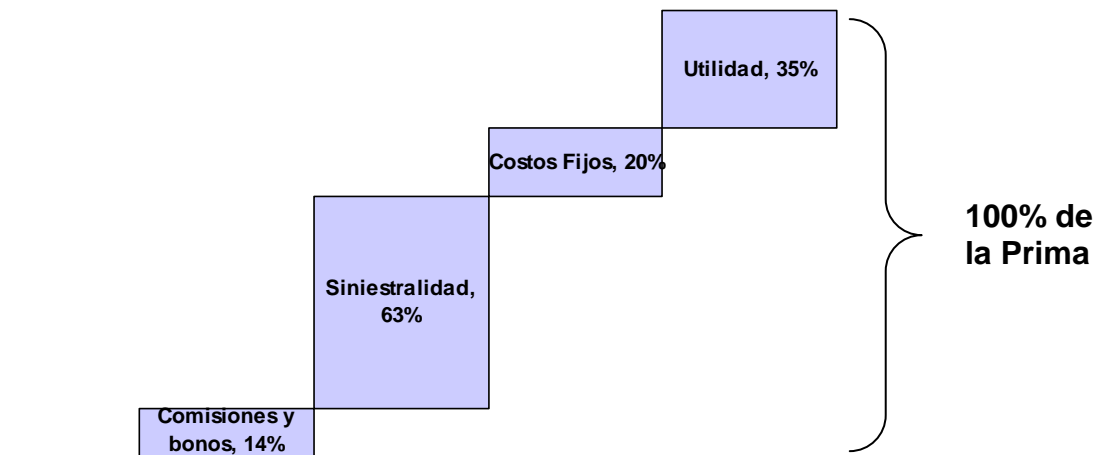 Utilidad, 35%
Costos Fijos, 20%
100% de
la Prima
Siniestralidad,
63%
Comisiones y
bonos, 14%